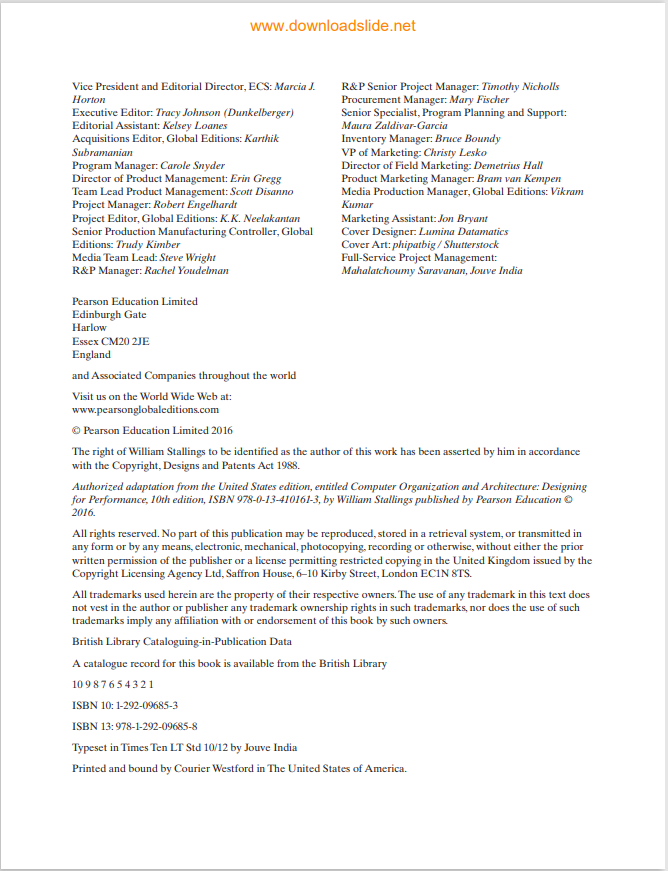 www.downloadslide.net
Vice President and Editorial Director, ECS: Marcia J.
Horton
Executive Editor: Tracy Johnson (Dunkelberger)
Editorial Assistant: Kelsey Loanes
Acquisitions Editor, Global Editions: Karthik
Subramanian
Program Manager: Carole Snyder
Director of Product Management: Erin Gregg
Team Lead Product Management: Scott Disanno
Project Manager: Robert Engelhardt
Project Editor, Global Editions: K.K. Neelakantan
Senior Production Manufacturing Controller, Global
Editions: Trudy Kimber
Media Team Lead: Steve Wright
R&P Manager: Rachel Youdelman
R&P Senior Project Manager: Timothy Nicholls
Procurement Manager: Mary Fischer
Senior Specialist, Program Planning and Support:
Maura Zaldivar-Garcia
Inventory Manager: Bruce Boundy
VP of Marketing: Christy Lesko
Director of Field Marketing: Demetrius Hall
Product Marketing Manager: Bram van Kempen
Media Production Manager, Global Editions: Vikram
Kumar
Marketing Assistant: Jon Bryant
Cover Designer: Lumina Datamatics
Cover Art: phipatbig / Shutterstock
Full-Service Project Management:
Mahalatchoumy Saravanan, Jouve India
Pearson Education Limited
Edinburgh Gate
Harlow
Essex CM20 2JE
England
and Associated Companies throughout the world
Visit us on the World Wide Web at:
www.pearsonglobaleditions.com
© Pearson Education Limited 2016
The right of William Stallings to be identified as the author of this work has been asserted by him in accordance
with the Copyright, Designs and Patents Act 1988.
Authorized adaptation from the United States edition, entitled Computer Organization and Architecture: Designing
for Performance, 10th edition, ISBN 978-0-13-410161-3, by William Stallings published by Pearson Education ©
2016.
All rights reserved. No part of this publication may be reproduced, stored in a retrieval system, or transmitted in
any form or by any means, electronic, mechanical, photocopying, recording or otherwise, without either the prior
written permission of the publisher or a license permitting restricted copying in the United Kingdom issued by the
Copyright Licensing Agency Ltd, Saffron House, 6–10 Kirby Street, London EC1N 8TS.
All trademarks used herein are the property of their respective owners. The use of any trademark in this text does
not vest in the author or publisher any trademark ownership rights in such trademarks, nor does the use of such
trademarks imply any affiliation with or endorsement of this book by such owners.
British Library Cataloguing-in-Publication Data
A catalogue record for this book is available from the British Library
10 9 8 7 6 5 4 3 2 1
ISBN 10: 1-292-09685-3
ISBN 13: 978-1-292-09685-8
Typeset in Times Ten LT Std 10/12 by Jouve India
Printed and bound by Courier Westford in The United States of America.